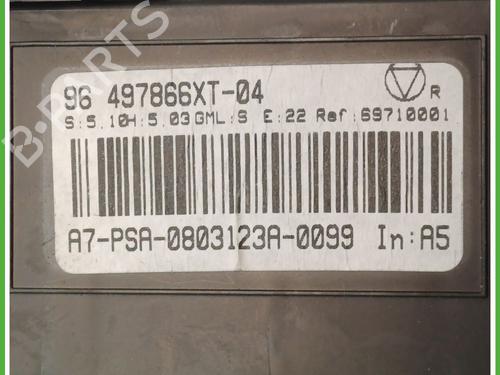 B-PARTS
96 497866XT-04
R
S:5.10H:5.03GML:S E:22 Ref:69710001
A7-PSA-0803123A-0099 In:A5